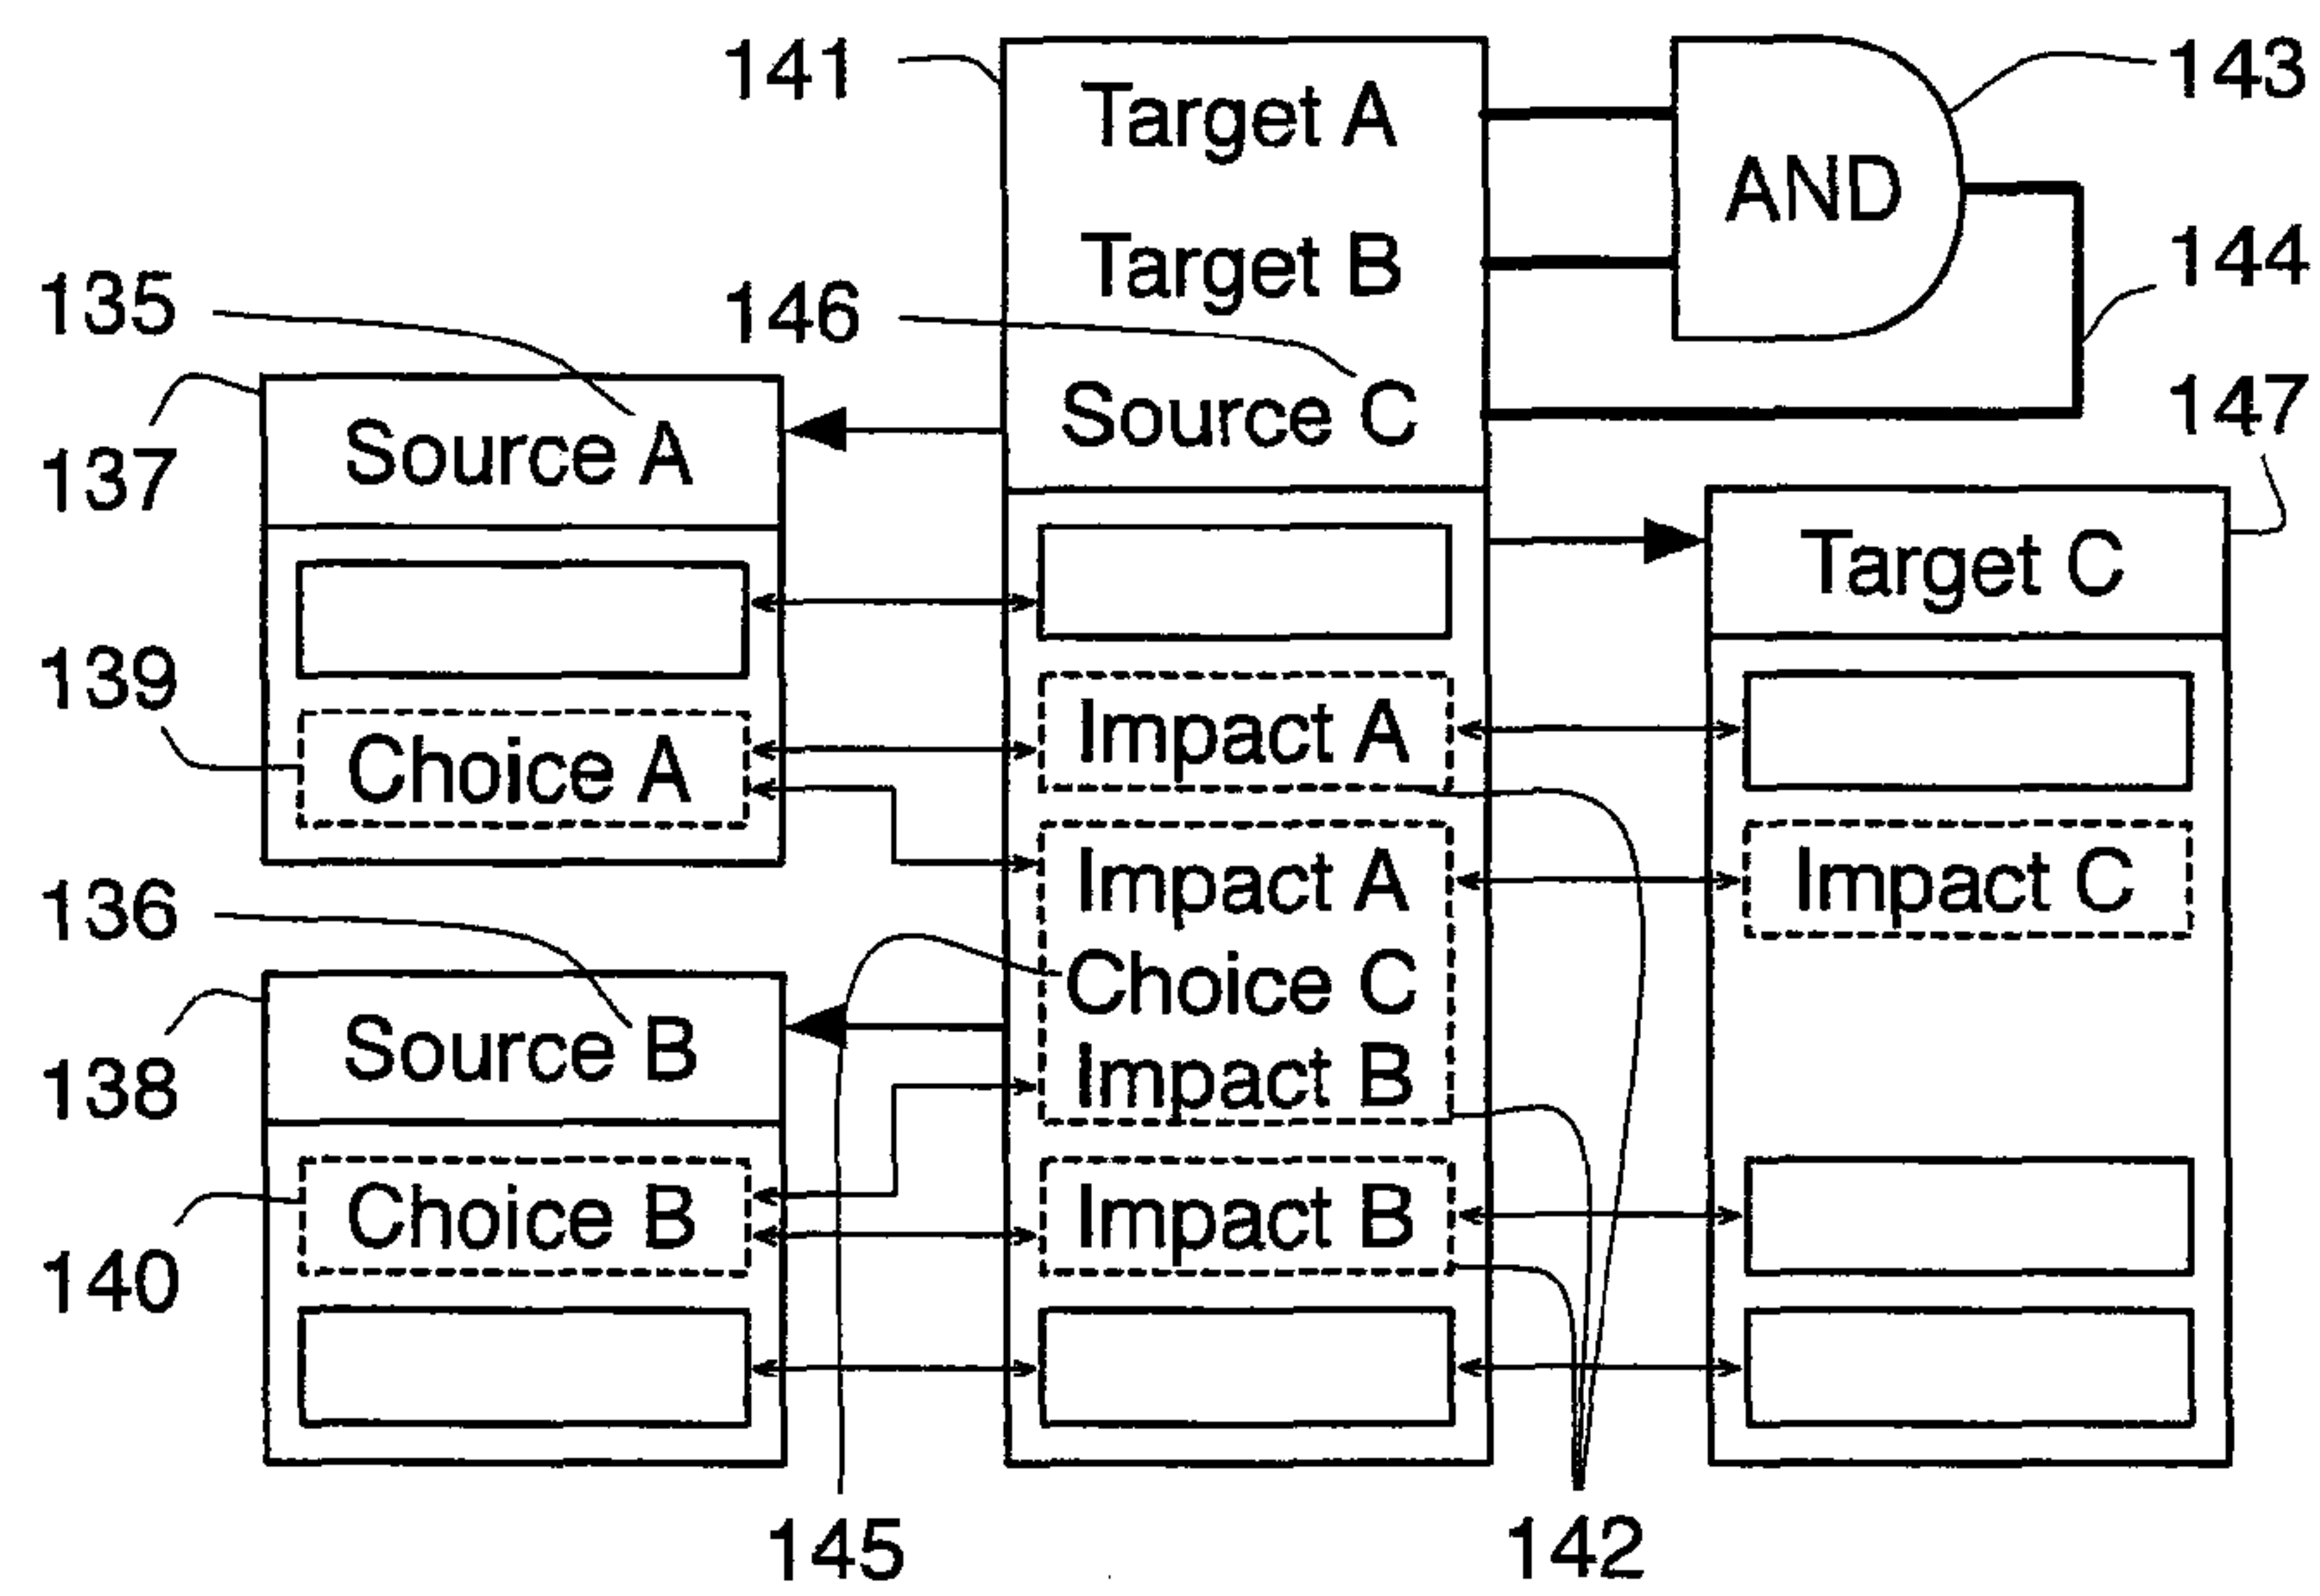 141
Target A
AND
143
Target B
144
135
146
Source C
147
137
Source A
Target C
139
Choice A
Impact A
Impact A
Impact C
136
Choice C
138
Source B
Impact B
140
Choice B
Impact B
145
142